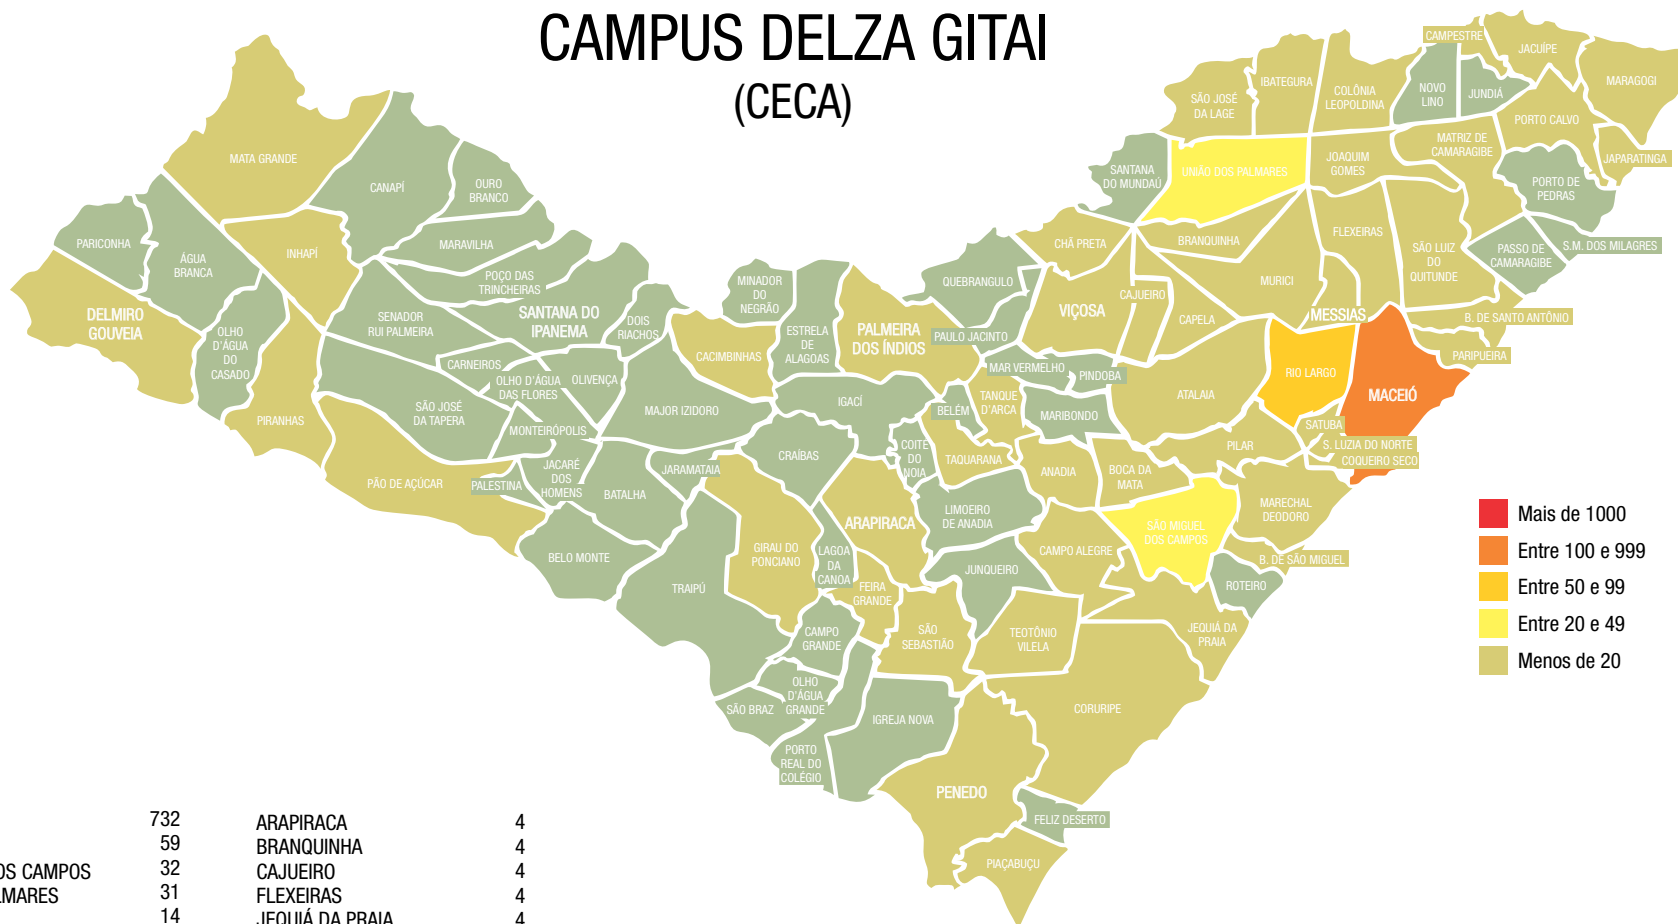 CAMPUS DELZA GITAI
(CECA)
CAMPESTRE
JACUÍPE
MARAGOGI
IBATEGURA
SÃO JOSÉ
DA LAGE
COLÔNIA
LEOPOLDINA
NOVO
LINO
JUNDIÁ
PORTO CALVO
MATRIZ DE
CAMARAGIBE
JAPARATINGA
MATA GRANDE
CANAPÍ
OURO
BRANCO
SANTANA
DO MUNDAÚ
UNIÃO DOS PALMARES
JOAQUIM
GOMES
PORTO DE
PEDRAS
PARICONHA
ÁGUA
BRANCA
INHAPÍ
MARAVILHA
POÇO DAS
TRINCHEIRAS
CHÃ PRETA
BRANQUINHA
FLEXEIRAS
SÃO LUIZ
DO
QUITUNDE
PASSO DE
CAMARAGIBE
S.M. DOS MILAGRES
DELMIRO
GOUVEIA
OLHO
D'ÁGUA
DO
CASADO
SENADOR
RUI PALMEIRA
SANTANA DO
IPANEMA
DOIS
RIACHOS
MINADOR
DO
NEGRÃO
ESTRELA
DE
ALAGOAS
PALMEIRA
DOS ÍNDIOS
QUEBRANGULO
PAULO JACINTO
VIÇOSA
CAJUEIRO
CAPELA
MURICI
MESSIAS
B. DE SANTO ANTÔNIO
PARIPUEIRA
CARNEIROS
OLHO D'ÁGUA
DAS FLORES
OLIVENÇA
CACIMBINHAS
MAR VERMELHO
PINDOBA
RIO LARGO
MACEIÓ
PIRANHAS
SÃO JOSÉ
DA TAPERA
MONTEIRÓPOLIS
MAJOR IZIDORO
IGACÍ
BELÉM
TANQUE
D'ARCA
MARIBONDO
ATALAIA
SATUBA
S. LUZIA DO NORTE
COQUEIRO SECO
PILAR
PÃO DE AÇÚCAR
PALESTINA
JACARÉ
DOS
HOMENS
BATALHA
JARAMATAIA
CRAÍBAS
COITE
DO
NOIA
TAQUARANA
ANADIA
BOCA DA
MATA
MARECHAL
DEODORO
ARAPIRACA
LIMOEIRO
DE ANADIA
SÃO MIGUEL
DOS CAMPOS
BELO MONTE
GIRAU DO
PONCIANO
LAGOA
DA
CANOA
CAMPO ALEGRE
B. DE SÃO MIGUEL
TRAIPÚ
FEIRA
GRANDE
JUNQUEIRO
ROTEIRO
CAMPO
GRANDE
SÃO
SEBASTIÃO
TEOTÔNIO
VILELA
JEQUIÁ DA
PRAIA
OLHO
D'ÁGUA
GRANDE
SÃO BRAZ
IGREJA NOVA
CORURIPE
PORTO
REAL DO
COLÉGIO
PENEDO
FELIZ DESERTO
PIAÇABUÇU
Mais de 1000
Entre 100 e 999
Entre 50 e 99
Entre 20 e 49
Menos de 20
732 ARAPIRACA 4
59 BRANQUINHA 4
OS CAMPOS 32 CAJUEIRO 4
LMARES 31 FLEXEIRAS 4
14 JEQUIÁ DA PRAIA 4